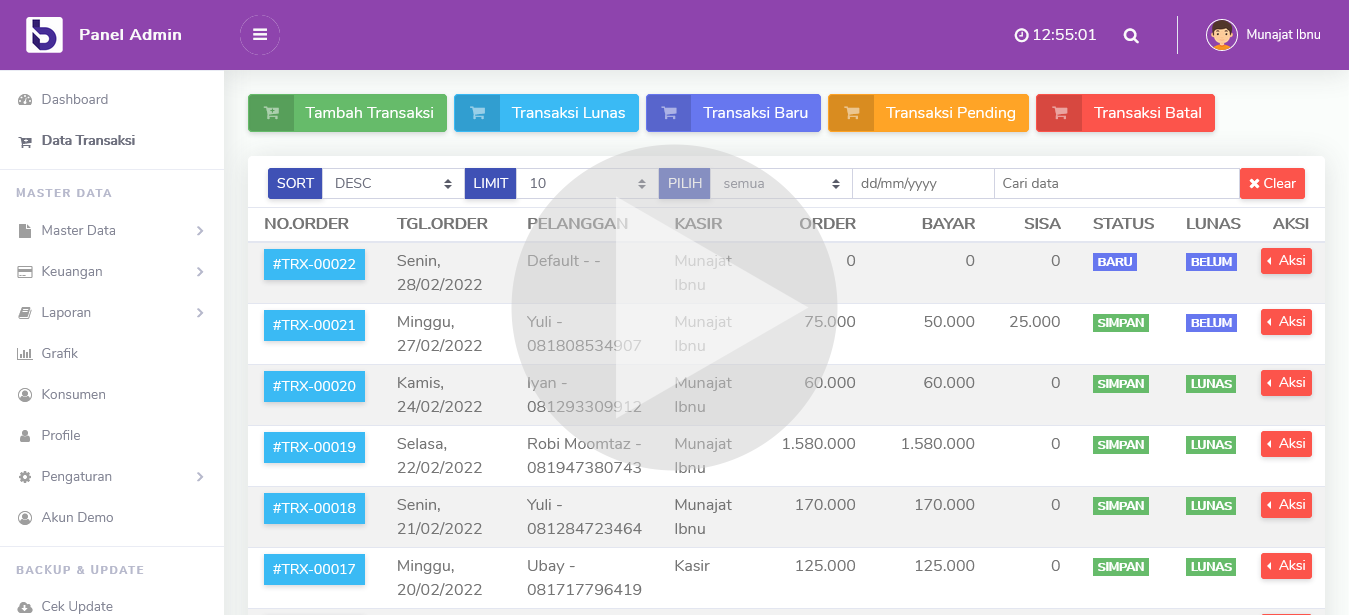 Panel Admin
12:55:01
Munajat Ibnu
Dashboard
Data Transaksi
MASTER DATA
Master Data
Keuangan
Laporan
Grafik
Konsumen
Profile
Pengaturan
Akun Demo
BACKUP & UPDATE
Cek Update
Tambah Transaksi Transaksi Lunas Transaksi Baru Transaksi Pending Transaksi Batal
SORT DESC LIMIT 10 PILIH semua dd/mm/yyyy Cari data Clear
NO.ORDER TGL.ORDER PELANGGAN KASIR ORDER BAYAR SISA STATUS LUNAS AKSI
#TRX-00022 Senin, Default - - Munajat 0 0 0 BARU BELUM Aksi
28/02/2022 Ibnu
#TRX-00021 Minggu, Yuli - Munajat 75.000 50.000 25.000 SIMPAN BELUM Aksi
27/02/2022 081808534907 Ibnu
#TRX-00020 Kamis, Iyan - Munajat 60.000 60.000 0 SIMPAN LUNAS Aksi
24/02/2022 081293309912 Ibnu
#TRX-00019 Selasa, Robi Moomtaz - Munajat 1.580.000 1.580.000 0 SIMPAN LUNAS Aksi
22/02/2022 081947380743 Ibnu
#TRX-00018 Senin, Yuli - Munajat 170.000 170.000 0 SIMPAN LUNAS Aksi
21/02/2022 081284723464 Ibnu
#TRX-00017 Minggu, Ubay - Kasir 125.000 125.000 0 SIMPAN LUNAS Aksi
20/02/2022 081717796419